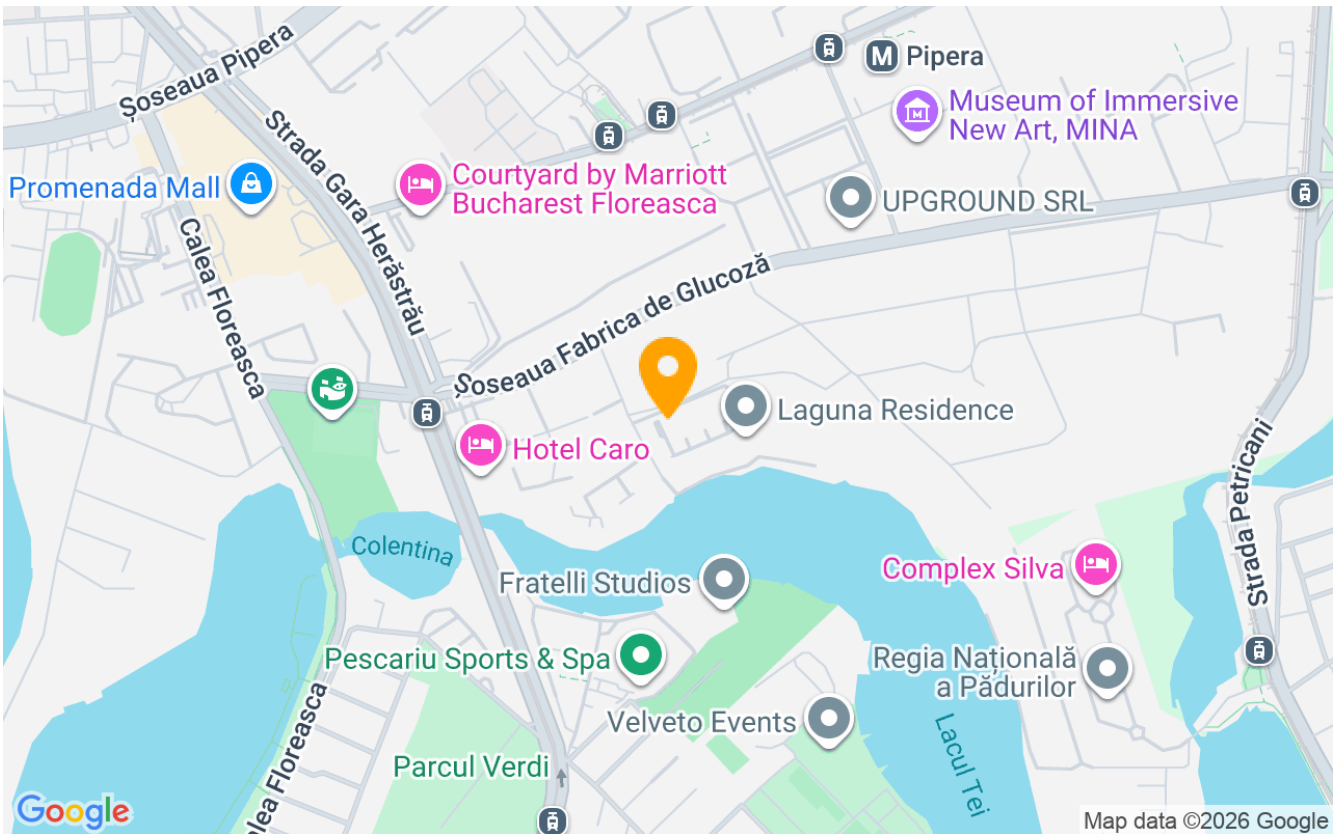 Șoseaua Pipera
M Pipera
Museum of Immersive
New Art, MINA
Promenada Mall
Strada Gara Herăstrău
Courtyard by Marriott
Bucharest Floreasca
UPGROUND SRL
Calea Floreasca
Șoseaua Fabrica de Glucoză
Laguna Residence
Hotel Caro
Strada Petricani
Colentina
Fratelli Studios
Complex Silva
Pescariu Sports & Spa
Regia Națională
a Pădurilor
Velveto Events
Lacul Tei
Parcul Verdi
alea Floreasca
Google
Map data ©2026 Google